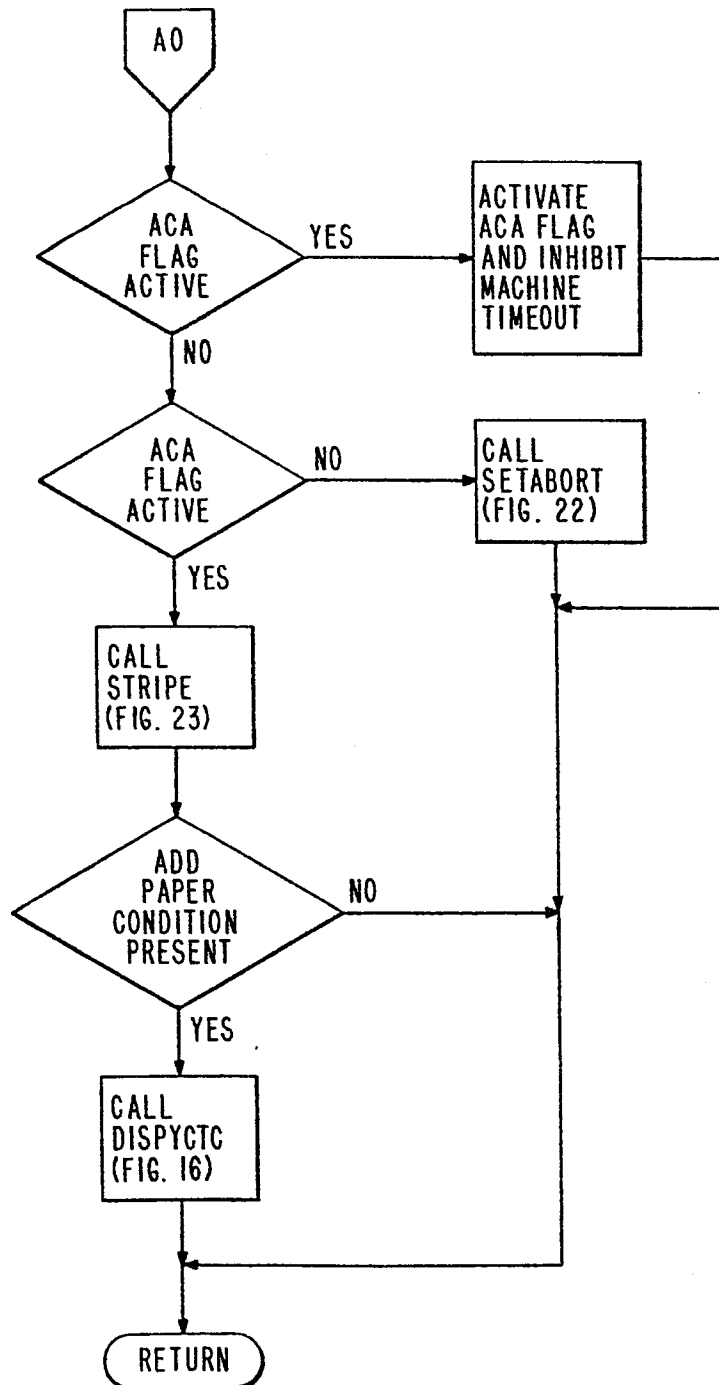 A0
ACA
FLAG
ACTIVE
YES
ACTIVATE
ACA FLAG
AND INHIBIT
MACHINE
TIMEOUT
NO
ACA
FLAG
ACTIVE
NO
CALL
SETABORT
(FIG. 22)
YES
CALL
STRIPE
(FIG. 23)
ADD
PAPER
CONDITION
PRESENT
NO
YES
CALL
DISPYCTC
(FIG. 16)
RETURN